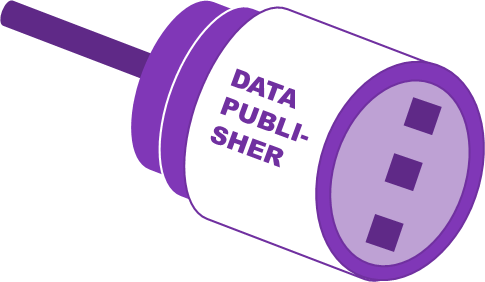 DATA
PUBLI-
SHER